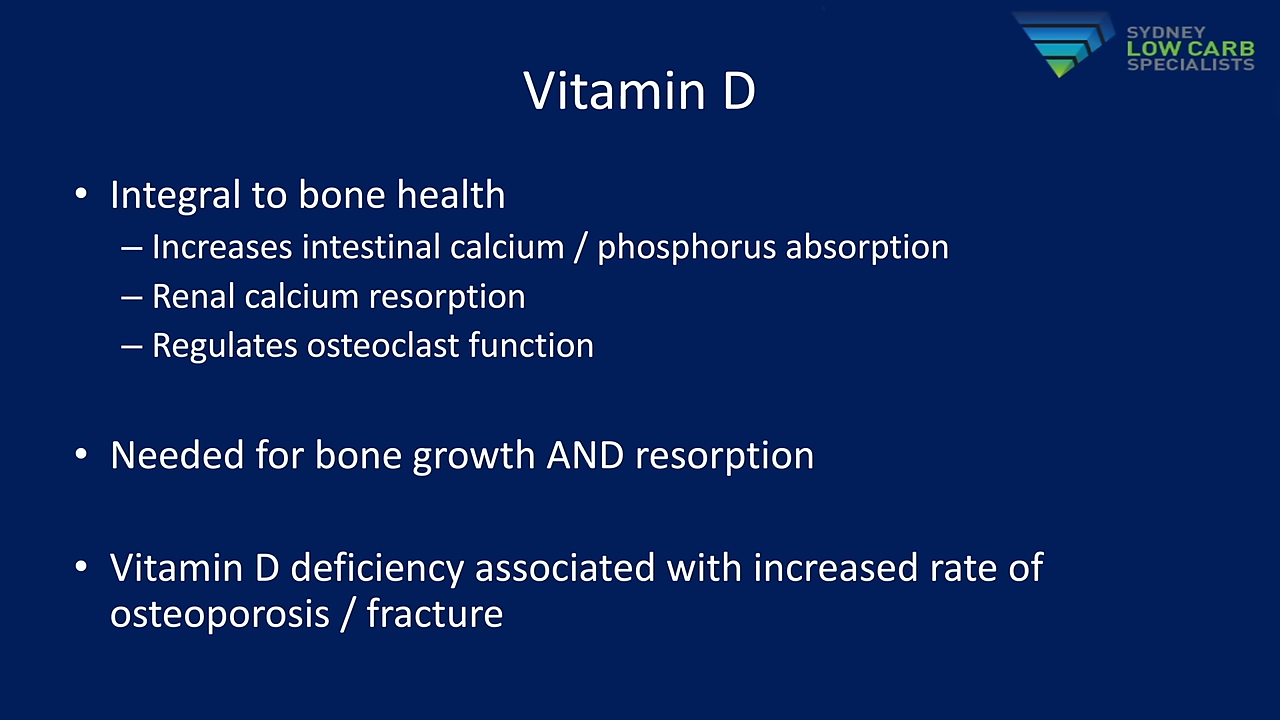 SYDNEY
LOW CARB
SPECIALISTS
Vitamin D
• Integral to bone health
– Increases intestinal calcium / phosphorus absorption
– Renal calcium resorption
– Regulates osteoclast function
• Needed for bone growth AND resorption
• Vitamin D deficiency associated with increased rate of
osteoporosis / fracture